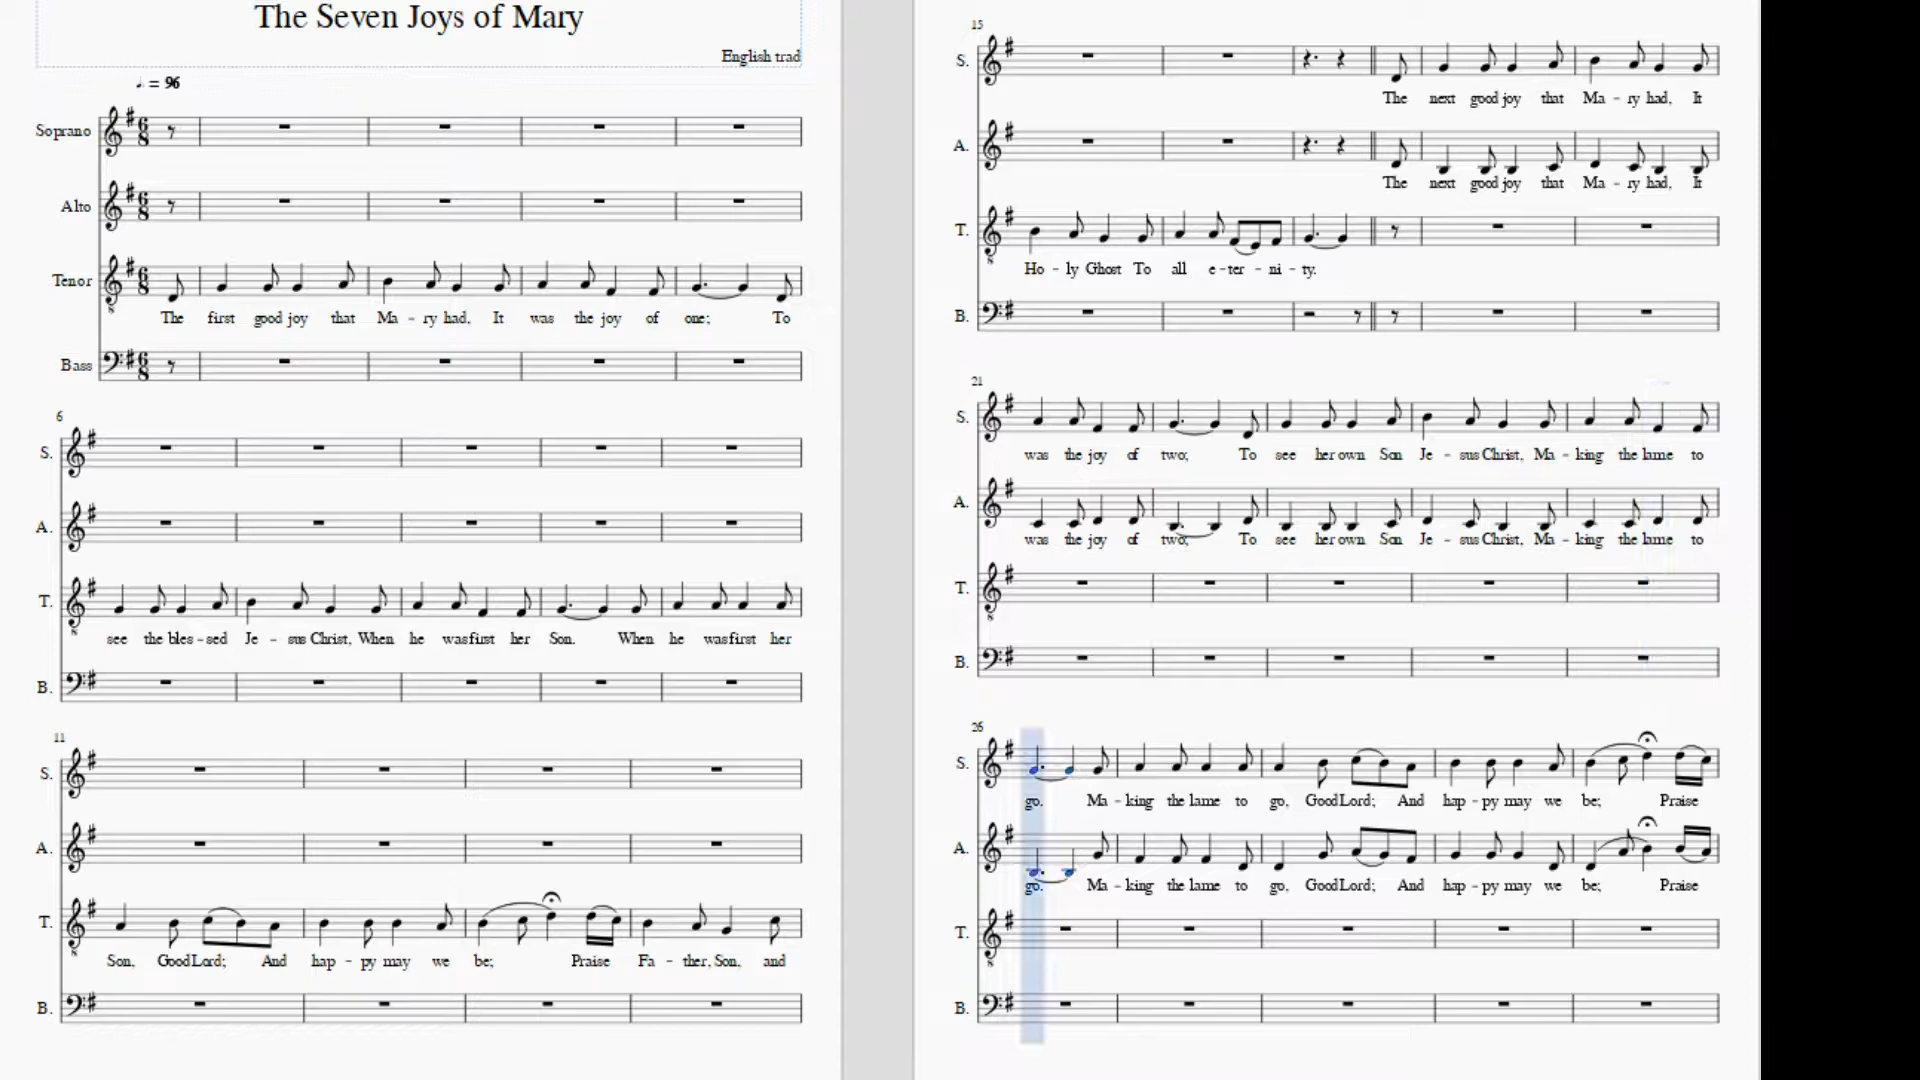 The Seven Joys of Mary
English trad
♩. = 96
Soprano
Alto
Tenor
The first good joy that Ma - ry had, It was the joy of one; To
Bass
6
S.
A.
T.
see the bles - sed Je - sus Christ, When he was first her Son. When he was first her
B.
11
S.
A.
T.
Son, Good Lord; And hap - py may we be; Praise Fa - ther, Son, and
B.
15
S.
The next good joy that Ma - ry had, It
A.
The next good joy that Ma - ry had, It
T.
Ho - ly Ghost To all e - ter - ni - ty.
B.
21
S.
was the joy of two; To see her own Son Je - sus Christ, Ma - king the lame to
A.
was the joy of two; To see her own Son Je - sus Christ, Ma - king the lame to
T.
B.
26
S.
go. Ma - king the lame to go, Good Lord; And hap - py may we be; Praise
A.
go. Ma - king the lame to go, Good Lord; And hap - py may we be; Praise
T.
B.